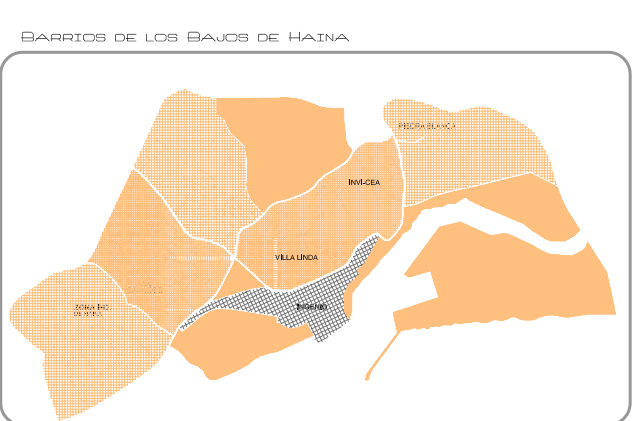 BARRIOS DE LOS BAJOS DE HAINA
PIEDRA BLANCA
INVI-CEA
VILLA LINDA
INGENIO
ZONA IND.
DE HAINA